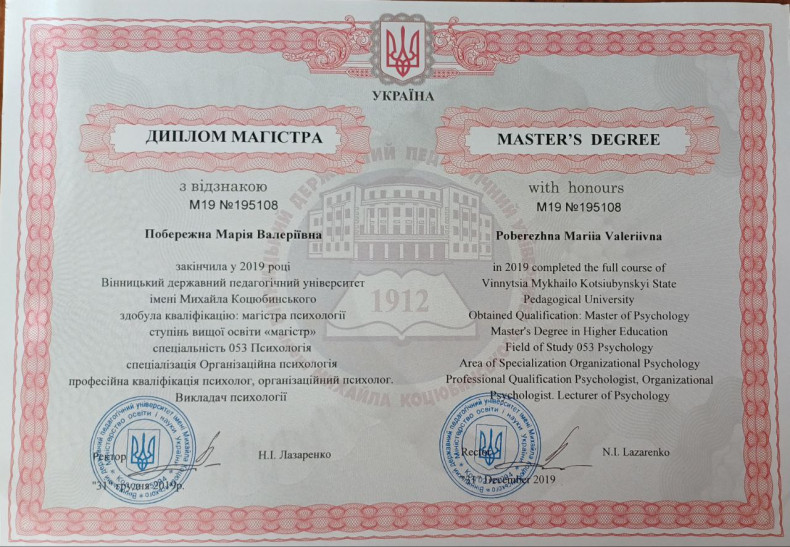 УКРАЇНА
ДИПЛОМ МАГІСТРА
з відзнакою
М19 №195108
Побережна Марія Валеріївна
закінчила у 2019 році
Вінницький державний педагогічний університет
імені Михайла Коцюбинського
здобула кваліфікацію: магістра психології
ступінь вищої освіти «магістр»
спеціальність 053 Психологія
спеціалізація Організаційна психологія
професійна кваліфікація психолог, організаційний психолог.
Викладач психології
Ректор
Н.І. Лазаренко
"31" грудня 2019р.
MASTER'S DEGREE
with honours
М19 №195108
Poberezhna Mariia Valeriivna
in 2019 completed the full course of
Vinnytsia Mykhailo Kotsiubynskyi State
Pedagogical University
Obtained Qualification: Master of Psychology
Master's Degree in Higher Education
Field of Study 053 Psychology
Area of Specialization Organizational Psychology
Professional Qualification Psychologist, Organizational
Psychologist. Lecturer of Psychology
N.I. Lazarenko
"31" December 2019
1912